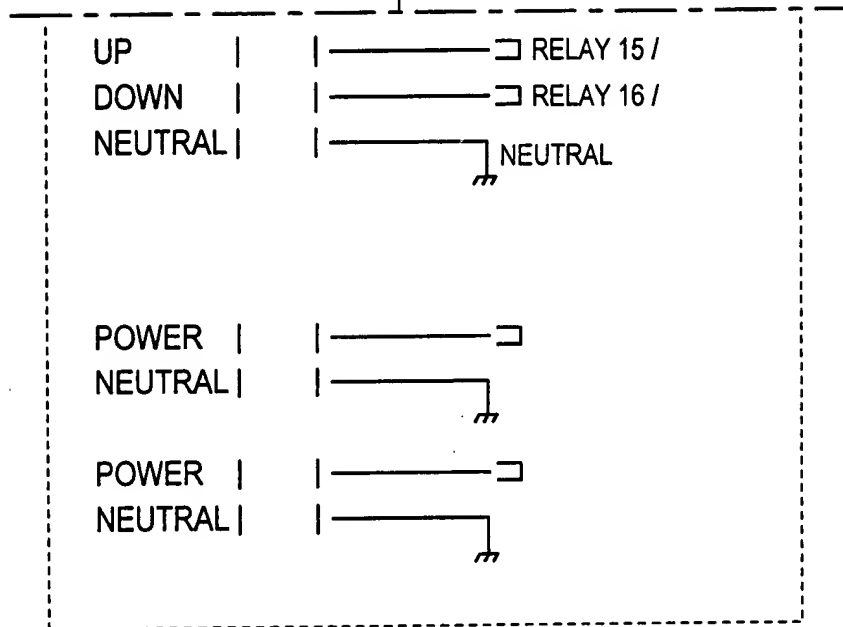 UP RELAY 15 /
DOWN RELAY 16 /
NEUTRAL NEUTRAL
POWER
NEUTRAL
POWER
NEUTRAL